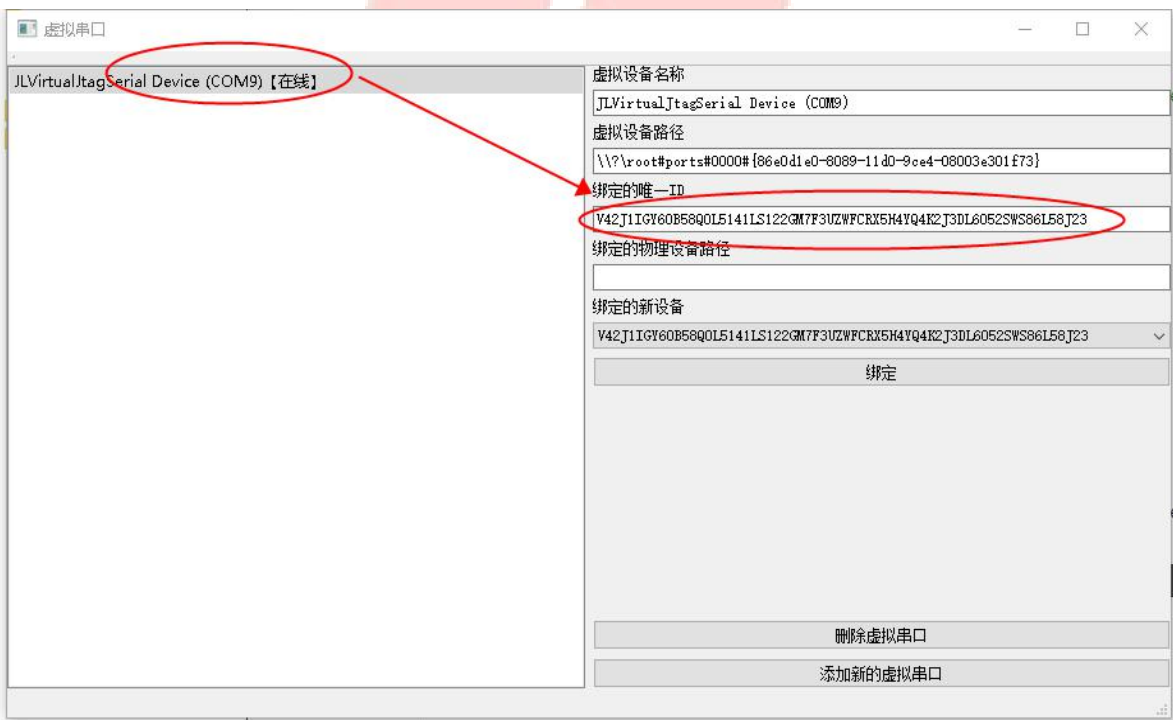 虚拟串口
JLVirtualJtagSerial Device (COM9)【在线】
虚拟设备名称
JLVirtualJtagSerial Device (COM9)
虚拟设备路径
\\?\root#ports#0000#{86e0d1e0-8089-11d0-9ce4-08003e301f73}
绑定的唯一ID
V42J1IGY60B58Q0L5141LS122GM7F3UZWFCRX5H4YQ4K2J3DL6052SWS86L58J23
绑定的物理设备路径
绑定的新设备
V42J1IGY60B58Q0L5141LS122GM7F3UZWFCRX5H4YQ4K2J3DL6052SWS86L58J23
绑定
删除虚拟串口
添加新的虚拟串口